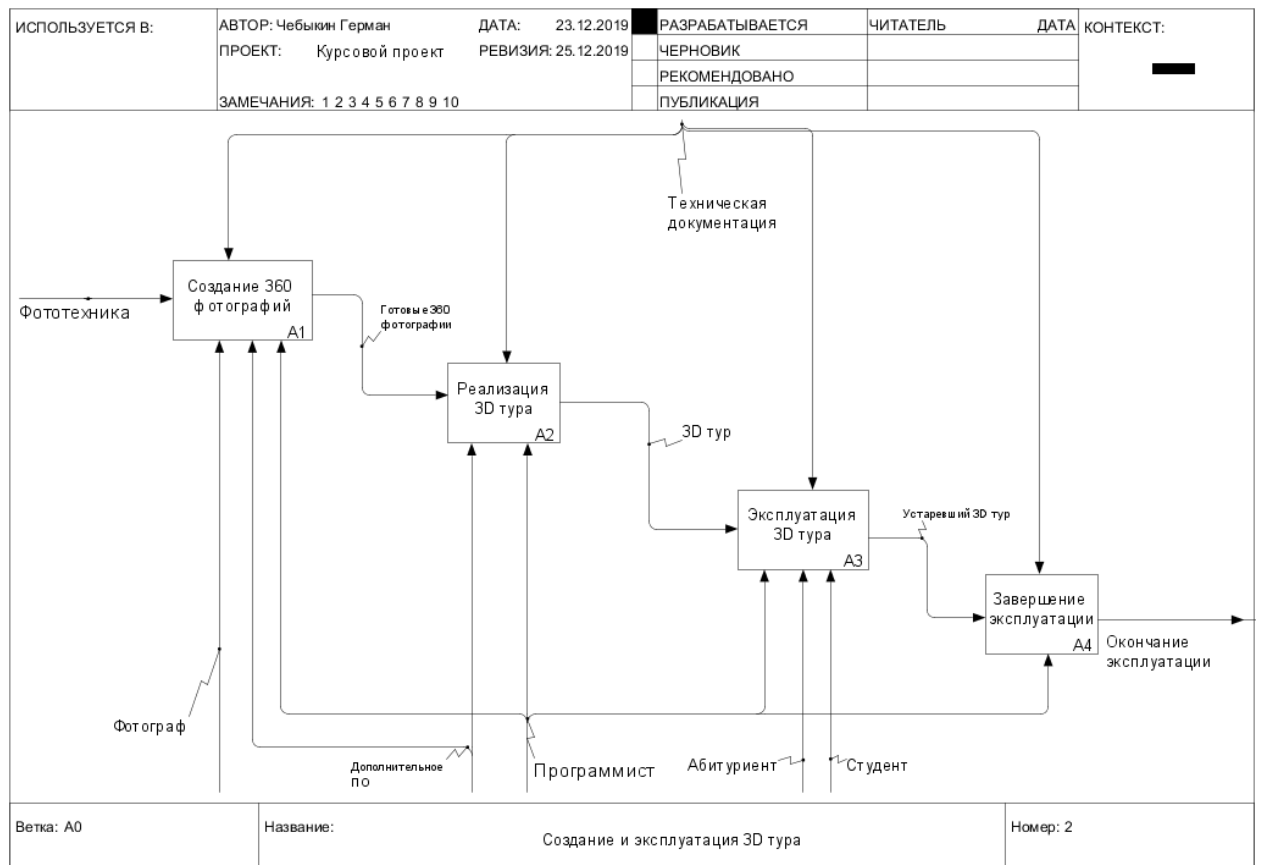 ИСПОЛЬЗУЕТСЯ В:
АВТОР: Чебыкин Герман
ДАТА: 23.12.2019
ПРОЕКТ: Курсовой проект
РЕВИЗИЯ: 25.12.2019
ЗАМЕЧАНИЯ: 1 2 3 4 5 6 7 8 9 10
РАЗРАБАТЫВАЕТСЯ
ЧЕРНОВИК
РЕКОМЕНДОВАНО
ПУБЛИКАЦИЯ
ЧИТАТЕЛЬ
ДАТА
КОНТЕКСТ:
Техническая
документация
Создание 360
фотографий
A1
Фототехника
Готовые 360
фотографии
Реализация
3D тура
A2
3D тур
Эксплуатация
3D тура
A3
Устаревший 3D тур
Завершение
эксплуатации
A4
Окончание
эксплуатации
Фотограф
Дополнительное
ПО
Программист
Абитуриент
Студент
Ветка: A0
Название:
Создание и эксплуатация 3D тура
Номер: 2